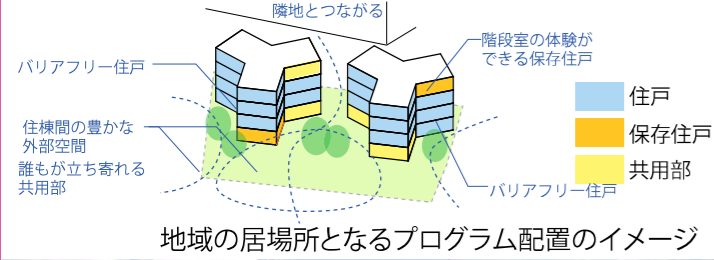 隣地とつながる
階段室の体験が
できる保存住戸
バリアフリー住戸
住戸
保存住戸
共用部
住棟間の豊かな
外部空間
誰もが立ち寄れる
共用部
バリアフリー住戸
地域の居場所となるプログラム配置のイメージ